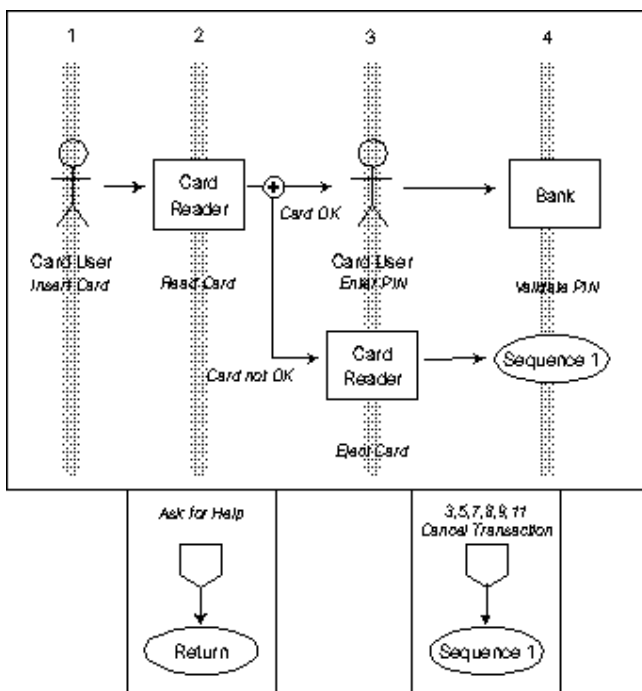 1 2 3 4
Card
Reader
Bank
Card OK
Card User
Insert Card
Read Card
Card User
Enter PIN
Validate PIN
Card
Reader
Sequence 1
Card not OK
Eject Card
Ask for Help
Return
3,5,7,8,9,11
Cancel Transaction
Sequence 1